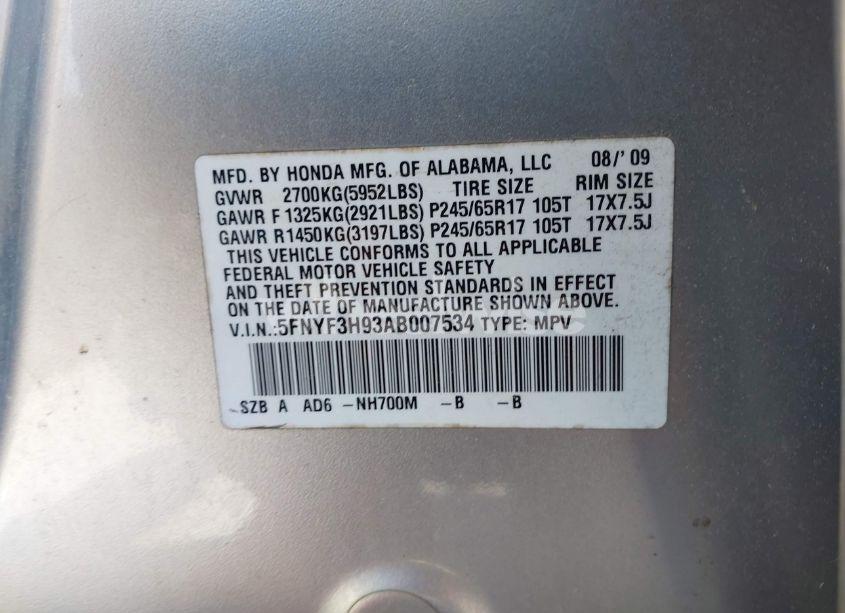 MFD. BY HONDA MFG. OF ALABAMA, LLC 08/'09
GVWR 2700KG(5952LBS) TIRE SIZE RIM SIZE
GAWR F 1325KG(2921LBS) P245/65R17 105T 17X7.5J
GAWR R1450KG(3197LBS) P245/65R17 105T 17X7.5J
THIS VEHICLE CONFORMS TO ALL APPLICABLE
FEDERAL MOTOR VEHICLE SAFETY
AND THEFT PREVENTION STANDARDS IN EFFECT
ON THE DATE OF MANUFACTURE SHOWN ABOVE.
V.I.N.:5FNYF3H93AB007534 TYPE: MPV
SZB A AD6 -NH700M -B -B